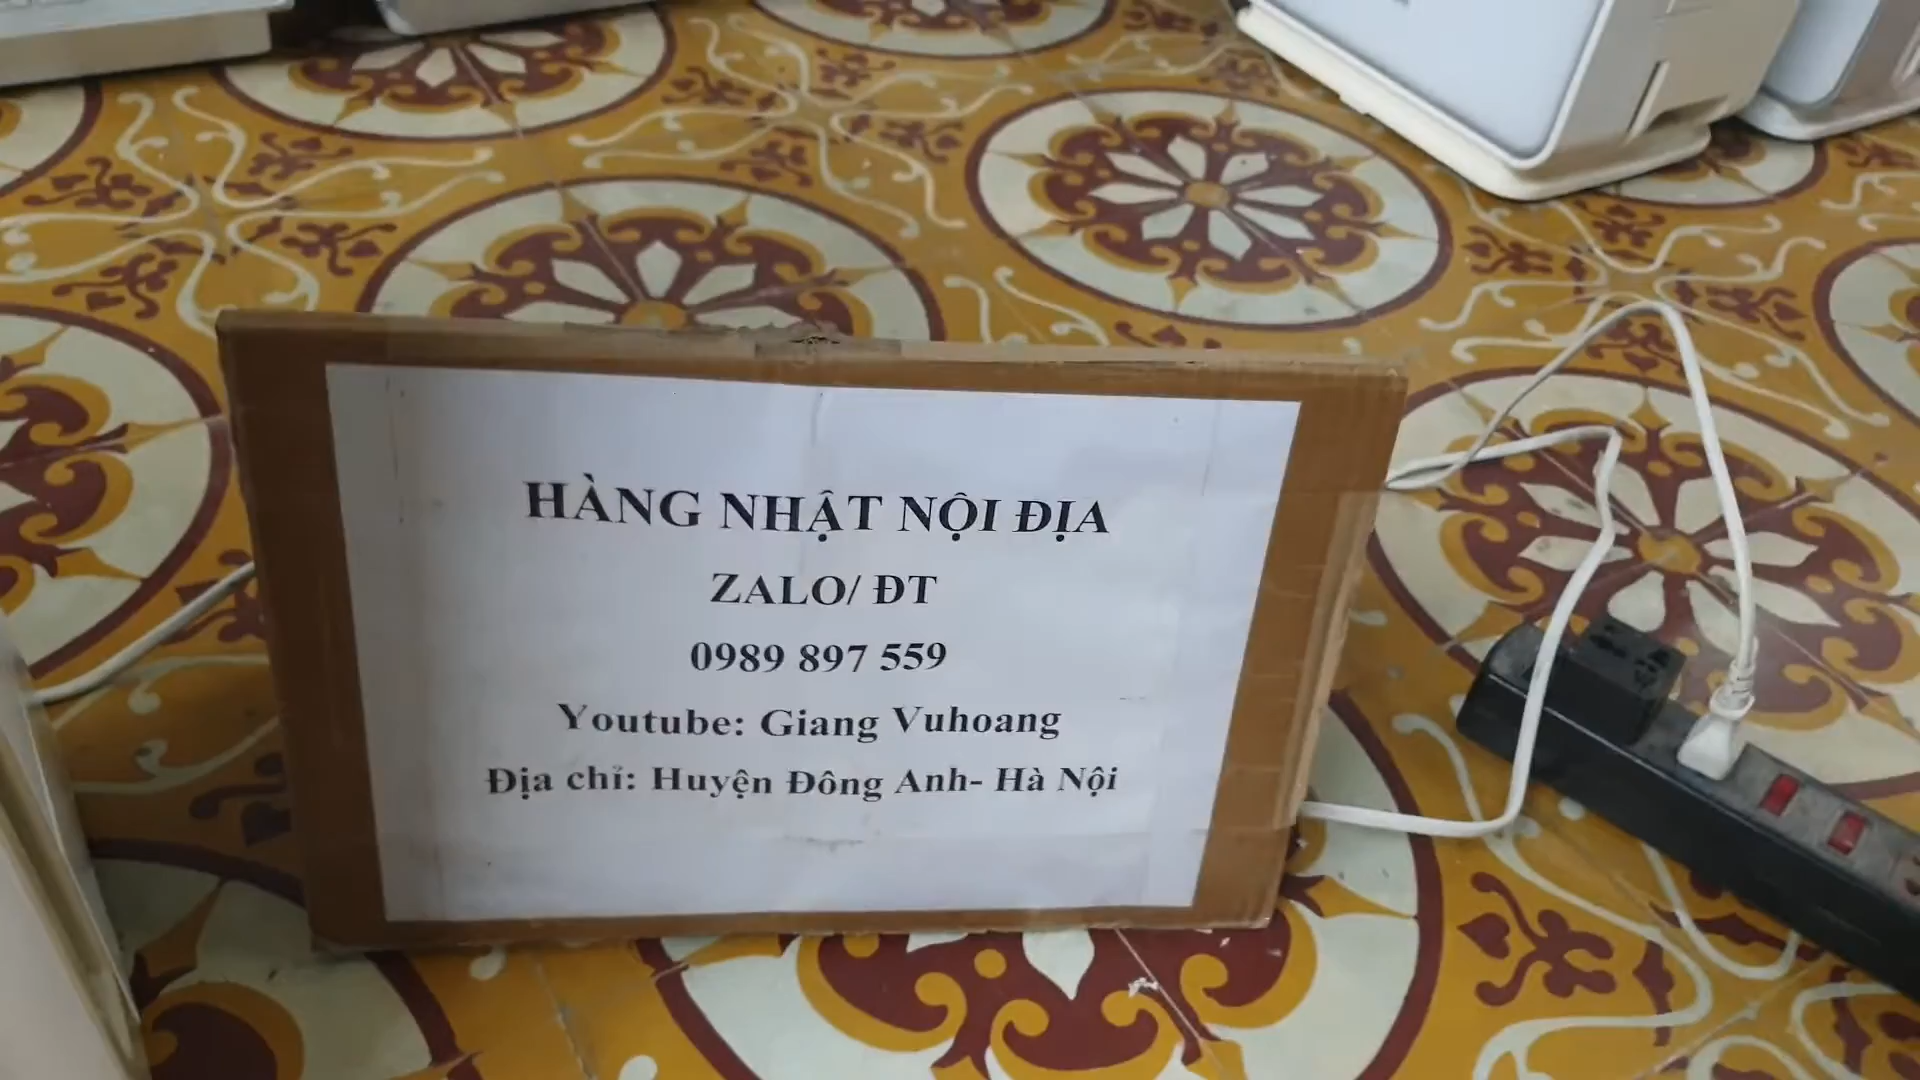 HÀNG NHẬT NỘI ĐỊA
ZALO/ ĐT
0989 897 559
Youtube: Giang Vuhoang
Địa chỉ: Huyện Đông Anh- Hà Nội